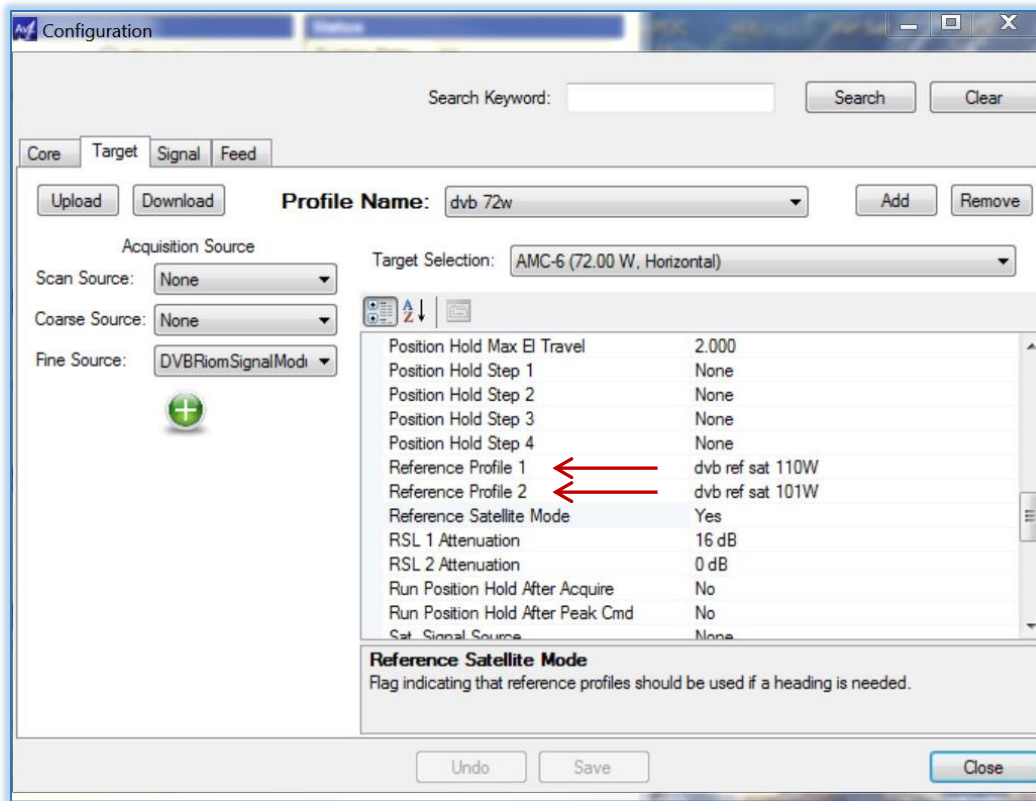 Configuration
Search Keyword: Search Clear
Core Target Signal Feed
Upload Download Profile Name: dvb 72w Add Remove
Acquisition Source
Target Selection: AMC-6 (72.00 W, Horizontal)
Scan Source: None
Coarse Source: None
Fine Source: DVBRiomSignalModu
Position Hold Max El Travel 2.000
Position Hold Step 1 None
Position Hold Step 2 None
Position Hold Step 3 None
Position Hold Step 4 None
Reference Profile 1 dvb ref sat 110W
Reference Profile 2 dvb ref sat 101W
Reference Satellite Mode Yes
RSL 1 Attenuation 16 dB
RSL 2 Attenuation 0 dB
Run Position Hold After Acquire No
Run Position Hold After Peak Cmd No
Sat. Signal Source None
Reference Satellite Mode
Flag indicating that reference profiles should be used if a heading is needed.
Undo Save Close